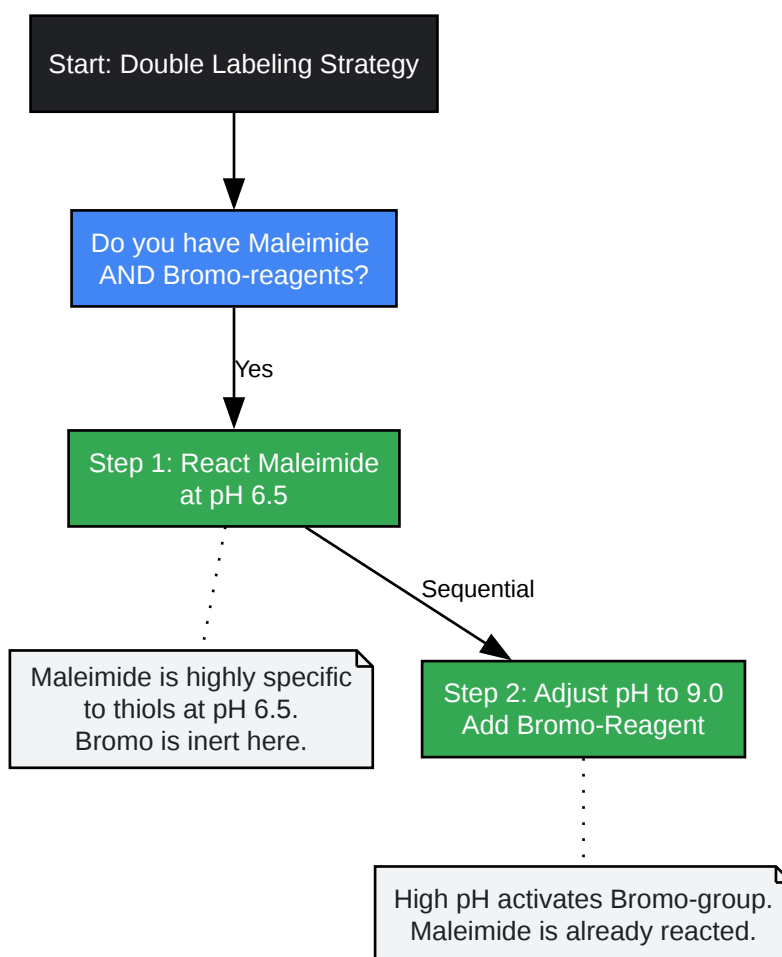 Start: Double Labeling Strategy
Do you have Maleimide
AND Bromo-reagents?
Yes
Step 1: React Maleimide
at pH 6.5
Sequential
Maleimide is highly specific
to thiols at pH 6.5.
Bromo is inert here.
Step 2: Adjust pH to 9.0
Add Bromo-Reagent
High pH activates Bromo-group.
Maleimide is already reacted.